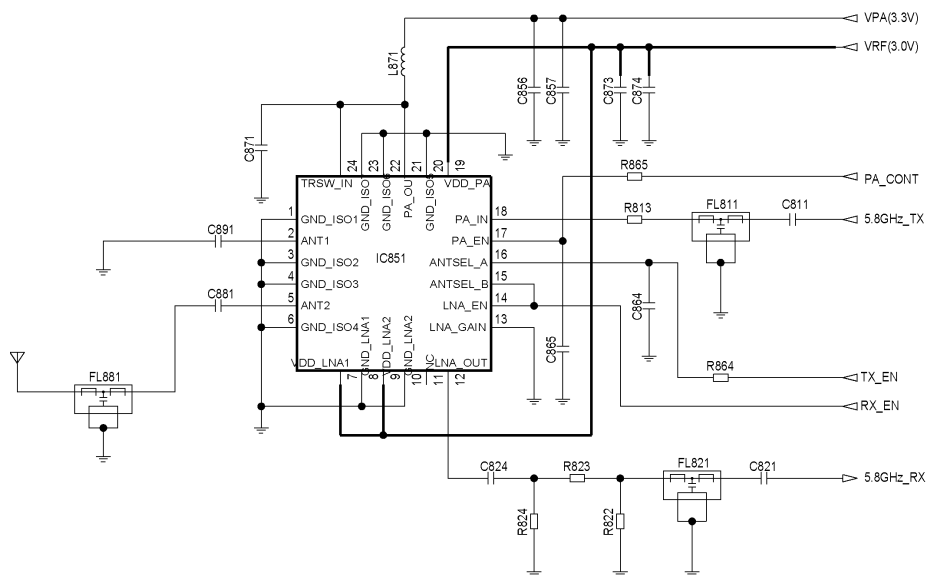 VPA(3.3V)
VRF(3.0V)
L871
C856
C857
C873
C874
C871
24
23
22
21
20
19
R865
PA_CONT
TRSW_IN
GND_ISO7
GND_ISO6
PA_OU
GND_ISO5
VDD_PA
FL811
C811
1
GND_ISO1
PA_IN
18
R813
5.8GHz_TX
C891
2
ANT1
PA_EN
17
3
GND_ISO2
IC851
ANTSEL_A
16
4
GND_ISO3
ANTSEL_B
15
C881
5
ANT2
LNA_EN
14
C864
6
GND_ISO4
LNA_GAIN
13
C865
VDD_LNA1
GND_LNA1
VDD_LNA2
GND_LNA2
NC
LNA_OUT
7
8
9
10
11
12
R864
FL881
TX_EN
RX_EN
C824
R823
FL821
C821
5.8GHz_RX
R824
R822